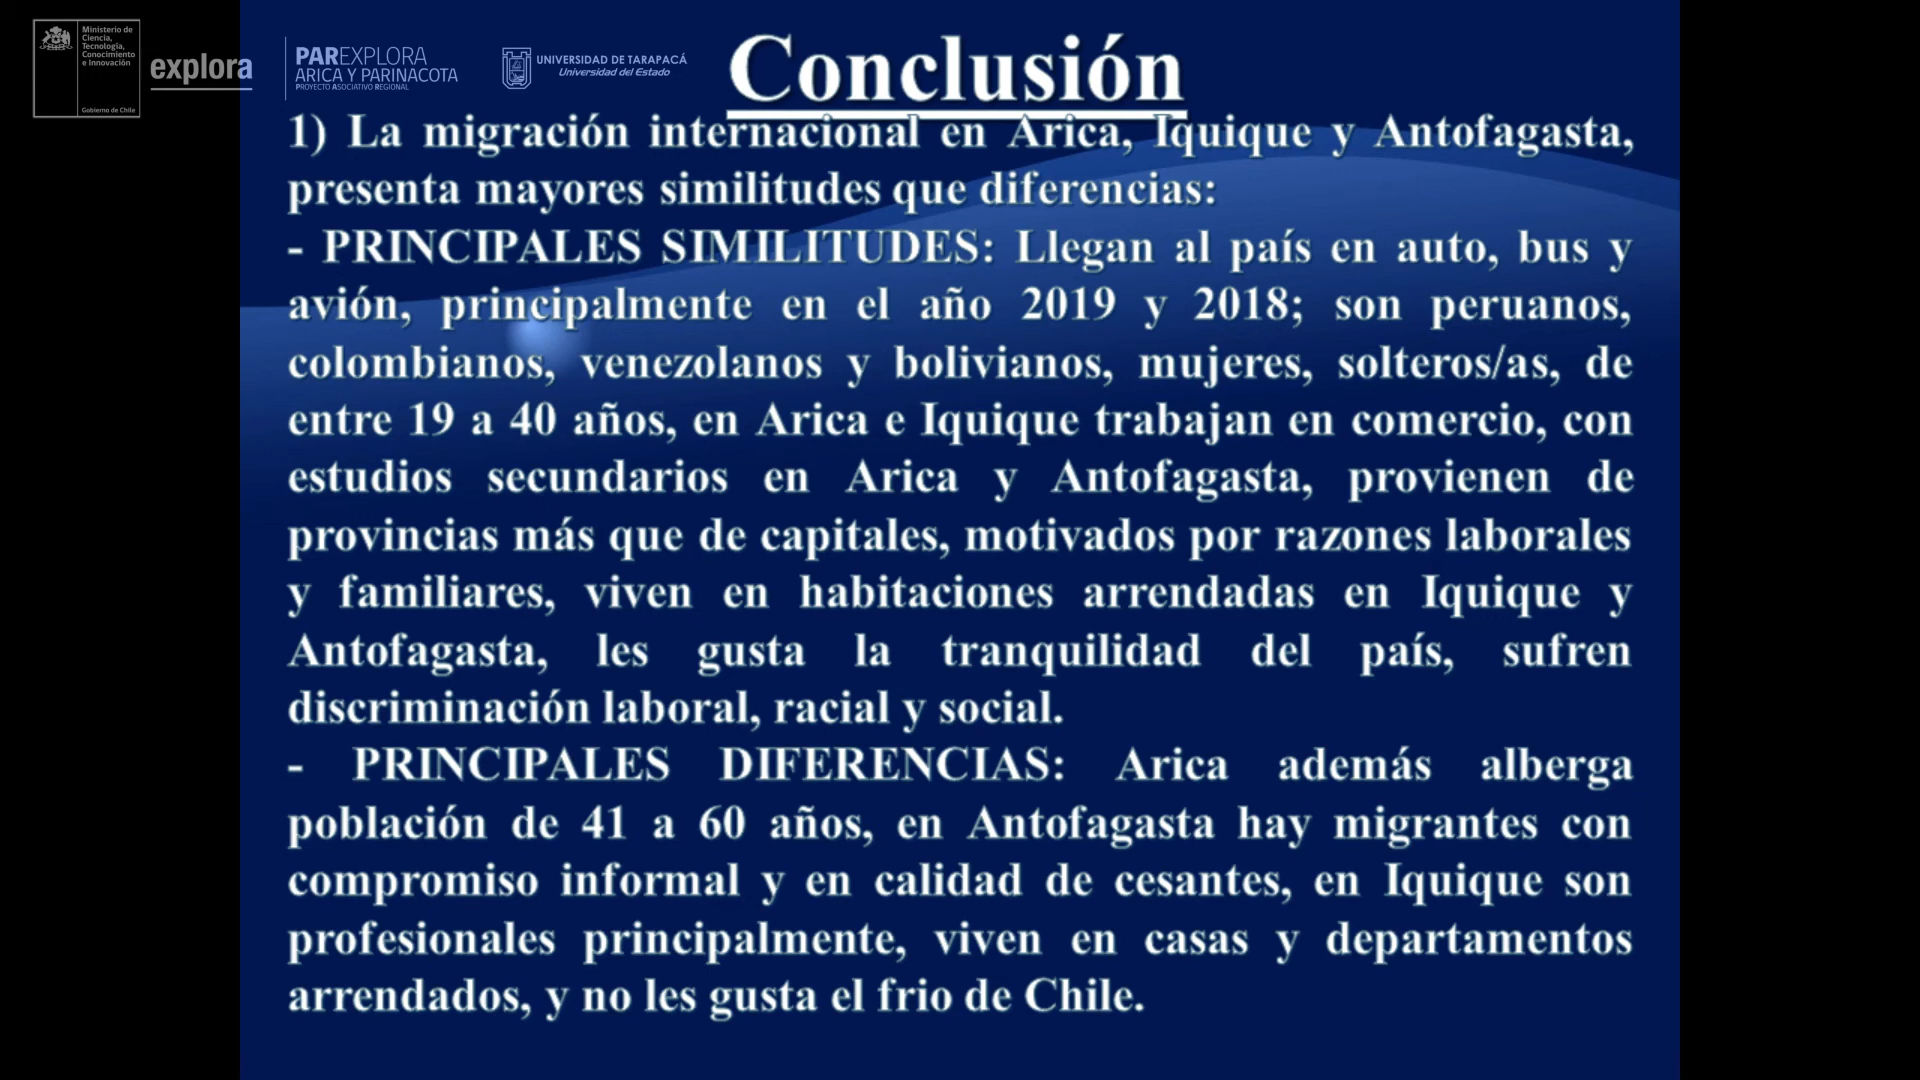 Ministerio de
Ciencia,
Tecnología,
Conocimiento
e Innovación
Gobierno de Chile
explora
PAREXPLORA
ARICA Y PARINACOTA
PROYECTO ASOCIATIVO REGIONAL
UNIVERSIDAD DE TARAPACÁ
Universidad del Estado
Conclusión
1) La migración internacional en Arica, Iquique y Antofagasta,
presenta mayores similitudes que diferencias:
- PRINCIPALES SIMILITUDES: Llegan al país en auto, bus y
avión, principalmente en el año 2019 y 2018; son peruanos,
colombianos, venezolanos y bolivianos, mujeres, solteros/as, de
entre 19 a 40 años, en Arica e Iquique trabajan en comercio, con
estudios secundarios en Arica y Antofagasta, provienen de
provincias más que de capitales, motivados por razones laborales
y familiares, viven en habitaciones arrendadas en Iquique y
Antofagasta, les gusta la tranquilidad del país, sufren
discriminación laboral, racial y social.
- PRINCIPALES DIFERENCIAS: Arica además alberga
población de 41 a 60 años, en Antofagasta hay migrantes con
compromiso informal y en calidad de cesantes, en Iquique son
profesionales principalmente, viven en casas y departamentos
arrendados, y no les gusta el frio de Chile.